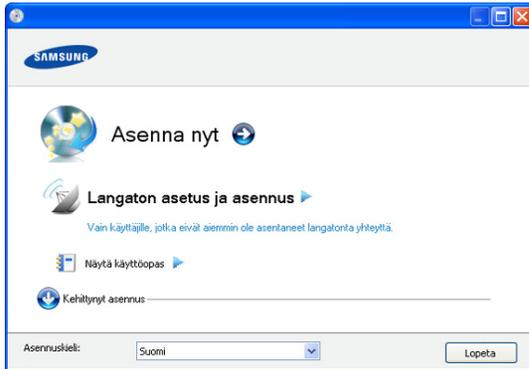 SAMSUNG
Asenna nyt
Langaton asetus ja asennus
Vain käyttäjille, jotka eivät aiemmin ole asentaneet langatonta yhteyttä.
Näytä käyttöopas
Kehittynyt asennus
Asennuskieli:
Suomi
Lopeta